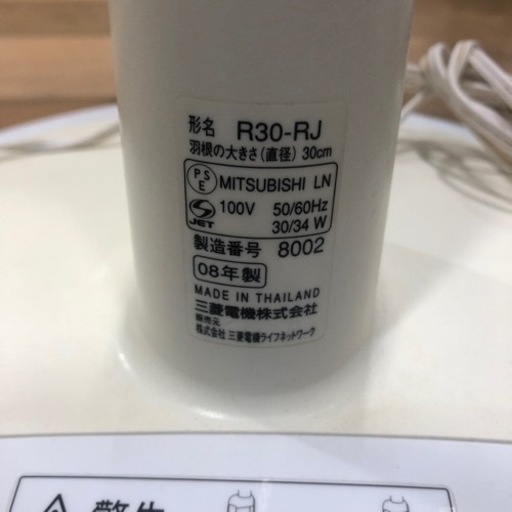 形名 R30-RJ
羽根の大きさ(直径) 30cm
PSE MITSUBISHI LN
JET 100V 50/60Hz
30/34 W
製造番号 8002
08年製
MADE IN THAILAND
三菱電機株式会社
販売元
株式会社 三菱電機ライフネットワーク